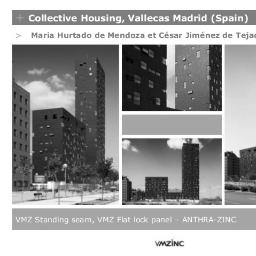 + Collective Housing, Vallecas Madrid (Spain)
> Maria Hurtado de Mendoza et César Jiménez de Tejac
VMZ Standing seam, VMZ Flat lock panel - ANTHRA-ZINC
VMZINC